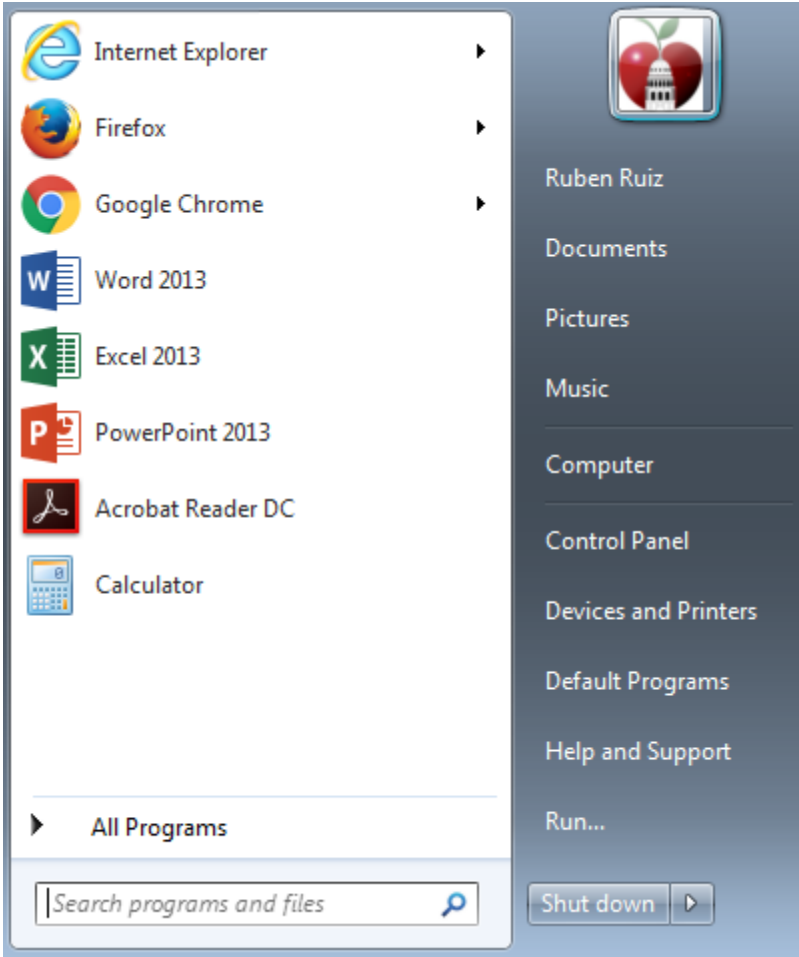 Internet Explorer
Firefox
Google Chrome
Word 2013
Excel 2013
PowerPoint 2013
Acrobat Reader DC
Calculator
All Programs
Search programs and files
Ruben Ruiz
Documents
Pictures
Music
Computer
Control Panel
Devices and Printers
Default Programs
Help and Support
Run...
Shut down